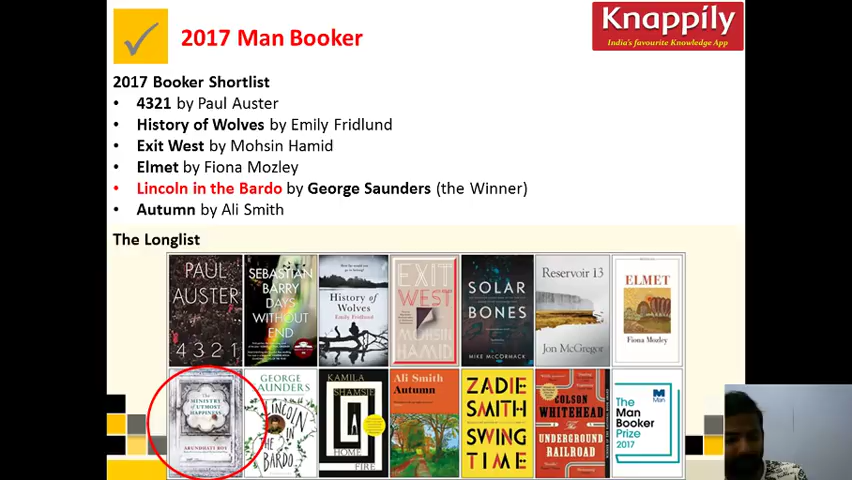 2017 Man Booker
Knappily
India's favourite Knowledge App
2017 Booker Shortlist
• 4321 by Paul Auster
• History of Wolves by Emily Fridlund
• Exit West by Mohsin Hamid
• Elmet by Fiona Mozley
• Lincoln in the Bardo by George Saunders (the Winner)
• Autumn by Ali Smith
The Longlist
PAUL
AUSTER
4321
SEBASTIAN
BARRY
DAYS
WITHOUT
END
History of
Wolves
Emily Fridlund
EXIT
WEST
MOHSIN
HAMID
SOLAR
BONES
MIKE McCORMACK
Reservoir 13
Jon McGregor
ELMET
Fiona Mozley
The
MINISTRY
OF UTMOST
HAPPINESS
ARUNDHATI ROY
GEORGE
SAUNDERS
LINCOLN
IN THE
BARDO
KAMILA
SHAMSIE
HOME
FIRE
Ali Smith
Autumn
ZADIE
SMITH
SWING
TIME
COLSON
WHITEHEAD
THE
UNDERGROUND
RAILROAD
Man
The
Man
Booker
Prize
2017